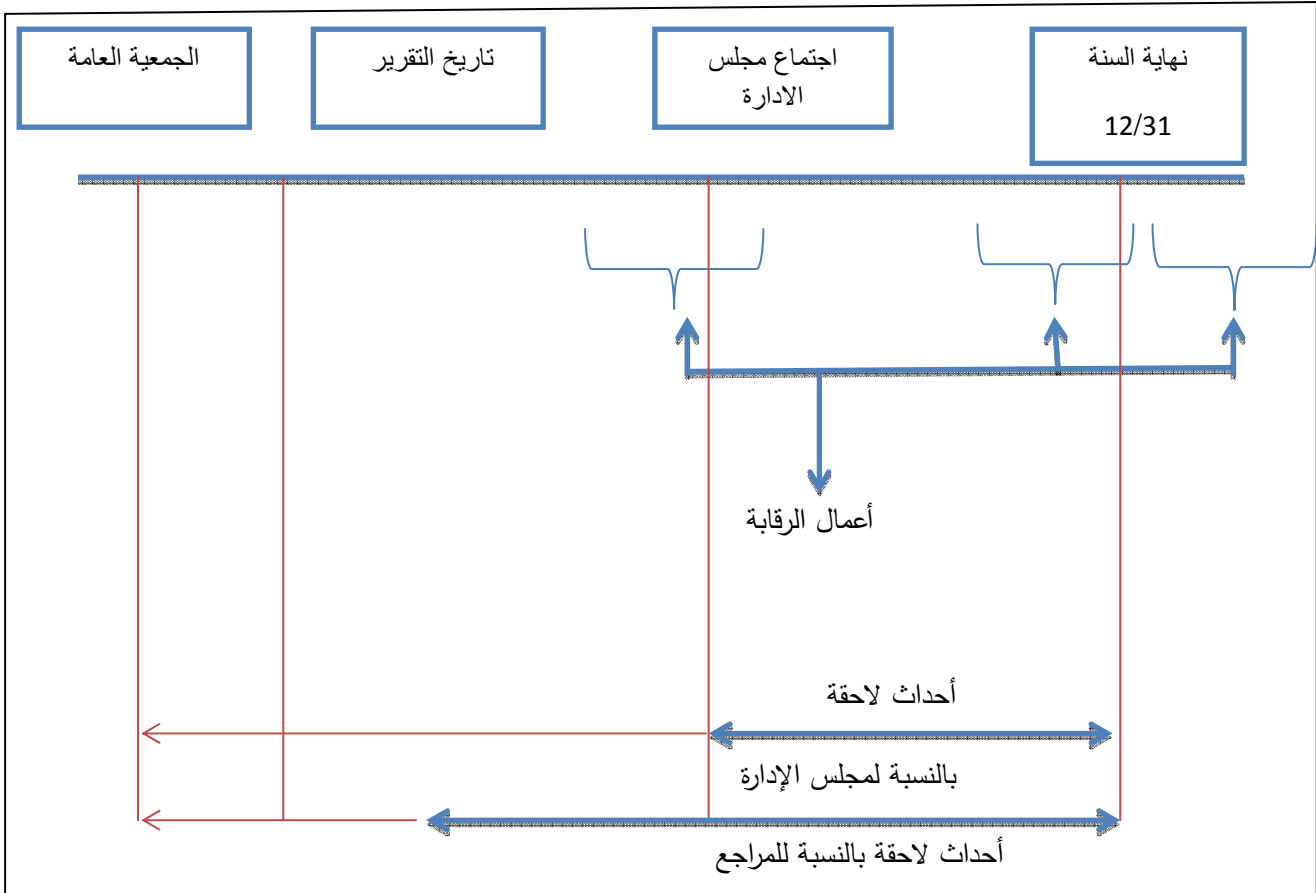 نهاية السنة
12/31
اجتماع مجلس
الادارة
تاريخ التقرير
الجمعية العامة
أعمال الرقابة
أحداث لاحقة
بالنسبة لمجلس الإدارة
أحداث لاحقة بالنسبة للمراجع